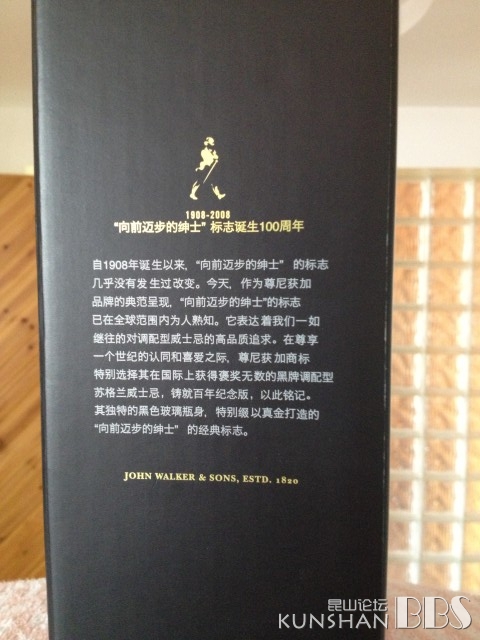 1908-2008
“向前迈步的绅士” 标志诞生100周年
自1908年诞生以来，“向前迈步的绅士” 的标志
几乎没有发生过改变。今天，作为尊尼获加
品牌的典范呈现，“向前迈步的绅士”的标志
已在全球范围内为人熟知。它表达着我们一如
继往的对调配型威士忌的高品质追求。在尊享
一个世纪的认同和喜爱之际，尊尼获加商标
特别选择其在国际上获得褒奖无数的黑牌调配型
苏格兰威士忌，铸就百年纪念版，以此铭记。
其独特的黑色玻璃瓶身，特别缀以真金打造的
“向前迈步的绅士” 的经典标志。
JOHN WALKER & SONS, ESTD. 1820
昆山论坛
KUNSHAN BBS